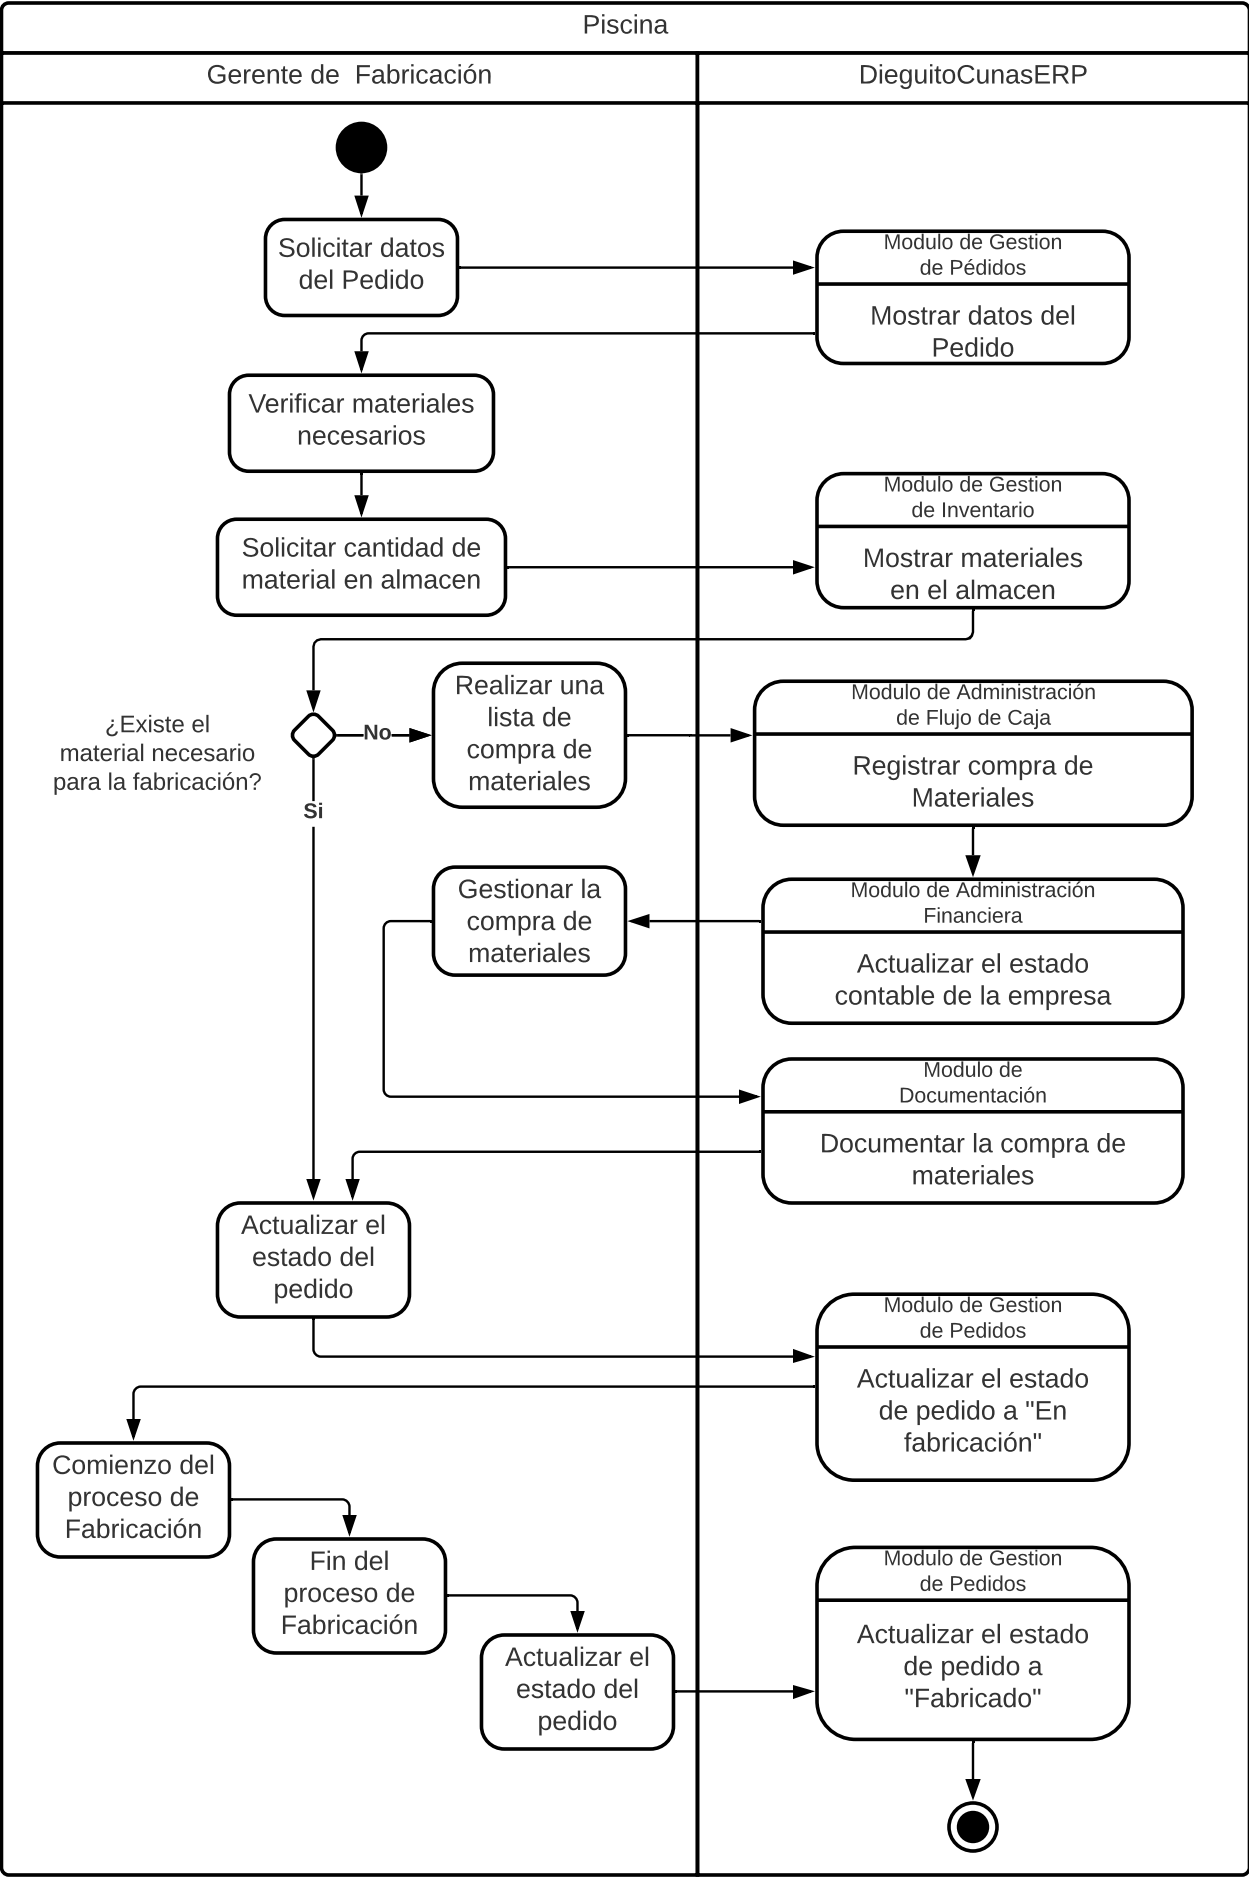 Piscina
Gerente de  Fabricación
DieguitoCunasERP
Solicitar datos
del Pedido
Modulo de Gestion
de Pédidos
Mostrar datos del
Pedido
Verificar materiales
necesarios
Solicitar cantidad de
material en almacen
Modulo de Gestion
de Inventario
Mostrar materiales
en el almacen
¿Existe el
material necesario
para la fabricación?
No
Si
Realizar una
lista de
compra de
materiales
Modulo de Administración
de Flujo de Caja
Registrar compra de
Materiales
Modulo de Administración
Financiera
Actualizar el estado
contable de la empresa
Gestionar la
compra de
materiales
Modulo de
Documentación
Documentar la compra de
materiales
Actualizar el
estado del
pedido
Modulo de Gestion
de Pedidos
Actualizar el estado
de pedido a "En
fabricación"
Comienzo del
proceso de
Fabricación
Fin del
proceso de
Fabricación
Actualizar el
estado del
pedido
Modulo de Gestion
de Pedidos
Actualizar el estado
de pedido a
"Fabricado"